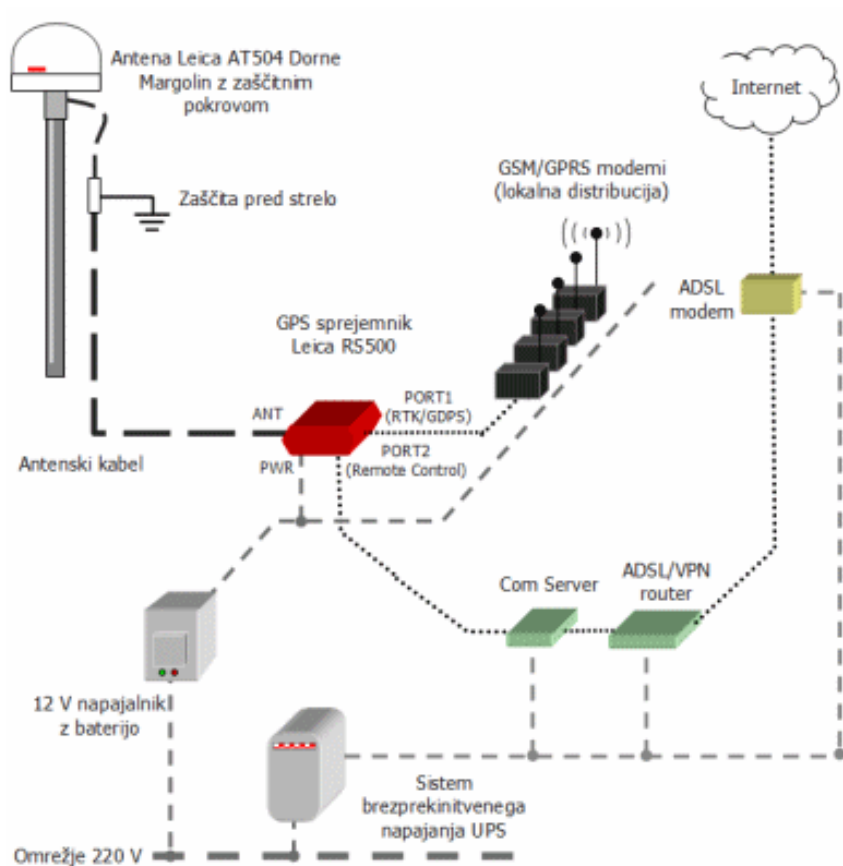 Antena Leica AT504 Dorne
Margolin z zaščitnim
pokrovom
Internet
GSM/GPRS modemi
(lokalna distribucija)
Zaščita pred strelo
ADSL
modem
GPS sprejemnik
Leica RS500
ANT
PORT1
(RTK/GDPS)
PORT2
(Remote Control)
PWR
Antenski kabel
Com Server
ADSL/VPN
router
12 V napajalnik
z baterijo
Sistem
brezprekinitvenega
napajanja UPS
Omrežje 220 V